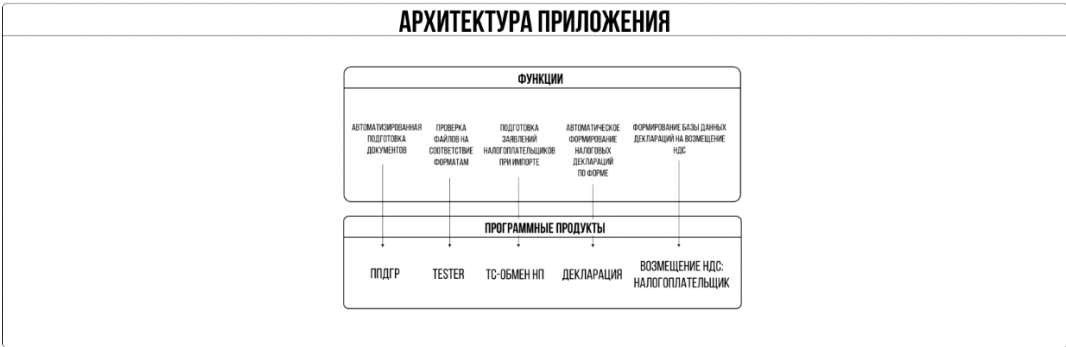 АРХИТЕКТУРА ПРИЛОЖЕНИЯ
ФУНКЦИИ
АВТОМАТИЗИРОВАННАЯ
ПОДГОТОВКА
ДОКУМЕНТОВ
ПРОВЕРКА
ФАЙЛОВ НА
СООТВЕТСТВИЕ
ФОРМАТАМ
ПОДГОТОВКА
ЗАЯВЛЕНИЙ
НАЛОГОПЛАТЕЛЬЩИКОВ
ПРИ ИМПОРТЕ
АВТОМАТИЧЕСКОЕ
ФОРМИРОВАНИЕ
НАЛОГОВЫХ
ДЕКЛАРАЦИЙ
ПО ФОРМЕ
ФОРМИРОВАНИЕ БАЗЫ ДАННЫХ
ДЕКЛАРАЦИЙ НА ВОЗМЕЩЕНИЕ
НДС
ПРОГРАММНЫЕ ПРОДУКТЫ
ППДГР
TESTER
ТС-ОБМЕН НП
ДЕКЛАРАЦИЯ
ВОЗМЕЩЕНИЕ НДС:
НАЛОГОПЛАТЕЛЬЩИК